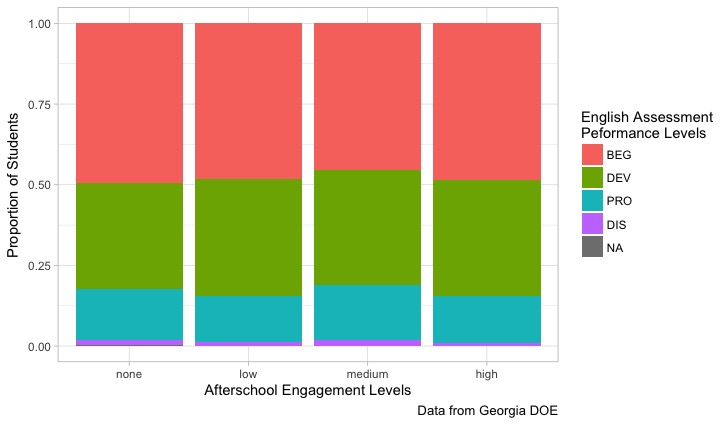 1.00
0.75
0.50
0.25
0.00
Proportion of Students
none low medium high
Afterschool Engagement Levels
Data from Georgia DOE
English Assessment
Peformance Levels
BEG
DEV
PRO
DIS
NA